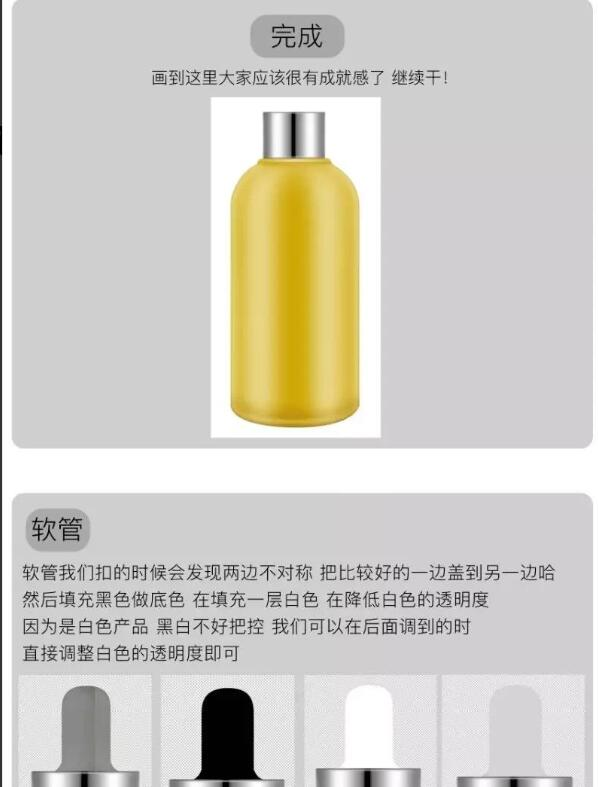 完成
画到这里大家应该很有成就感了 继续干!
软管
软管我们扣的时候会发现两边不对称 把比较好的一边盖到另一边哈
然后填充黑色做底色 在填充一层白色 在降低白色的透明度
因为是白色产品 黑白不好把控 我们可以在后面调到的时
直接调整白色的透明度即可